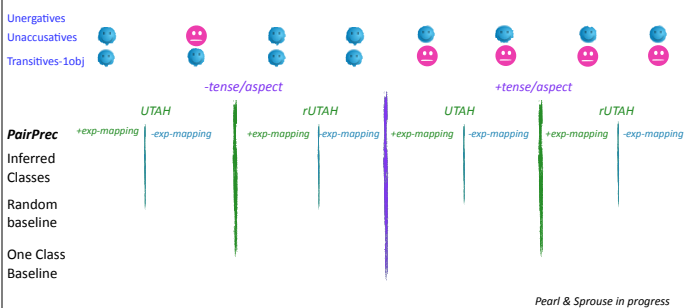 Unergatives
Unaccusatives
Transitives-1obj
-tense/aspect +tense/aspect
UTAH rUTAH UTAH rUTAH
PairPrec +exp-mapping -exp-mapping +exp-mapping -exp-mapping +exp-mapping -exp-mapping +exp-mapping -exp-mapping
Inferred
Classes
Random
baseline
One Class
Baseline
Pearl & Sprouse in progress